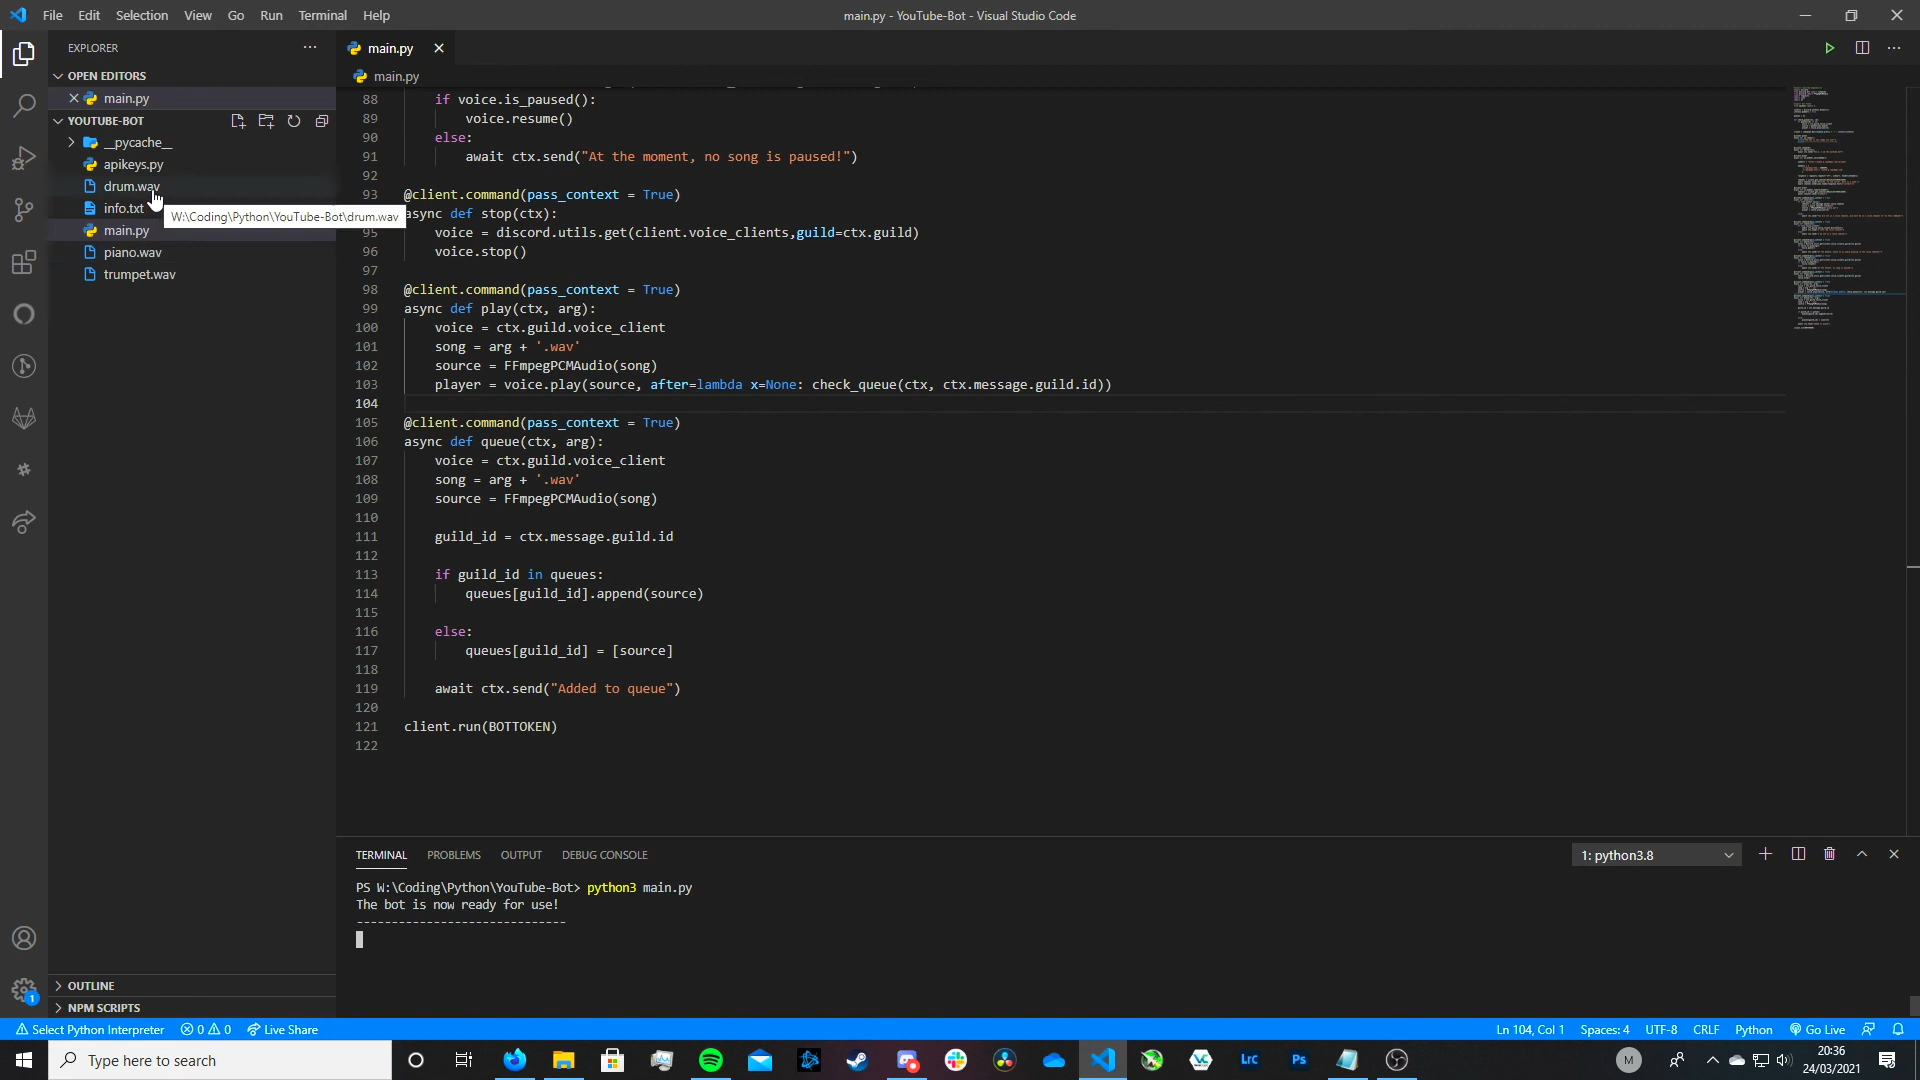 File Edit Selection View Go Run Terminal Help
main.py - YouTube-Bot - Visual Studio Code
EXPLORER
OPEN EDITORS
main.py
YOUTUBE-BOT
__pycache__
apikeys.py
drum.wav
info.txt
main.py
piano.wav
trumpet.wav
W:\Coding\Python\YouTube-Bot\drum.wav
OUTLINE
NPM SCRIPTS
main.py
main.py
88 if voice.is_paused():
89 voice.resume()
90 else:
91 await ctx.send("At the moment, no song is paused!")
92
93 @client.command(pass_context = True)
async def stop(ctx):
95 voice = discord.utils.get(client.voice_clients,guild=ctx.guild)
96 voice.stop()
97
98 @client.command(pass_context = True)
99 async def play(ctx, arg):
100 voice = ctx.guild.voice_client
101 song = arg + '.wav'
102 source = FFmpegPCMAudio(song)
103 player = voice.play(source, after=lambda x=None: check_queue(ctx, ctx.message.guild.id))
104
105 @client.command(pass_context = True)
106 async def queue(ctx, arg):
107 voice = ctx.guild.voice_client
108 song = arg + '.wav'
109 source = FFmpegPCMAudio(song)
110
111 guild_id = ctx.message.guild.id
112
113 if guild_id in queues:
114 queues[guild_id].append(source)
115
116 else:
117 queues[guild_id] = [source]
118
119 await ctx.send("Added to queue")
120
121 client.run(BOTTOKEN)
122
TERMINAL PROBLEMS OUTPUT DEBUG CONSOLE
1: python3.8
PS W:\Coding\Python\YouTube-Bot> python3 main.py
The bot is now ready for use!
------------------------------
1
Select Python Interpreter 0 0 Live Share
Ln 104, Col 1 Spaces: 4 UTF-8 CRLF Python Go Live
Type here to search
Lrc
Ps
M
20:36
24/03/2021